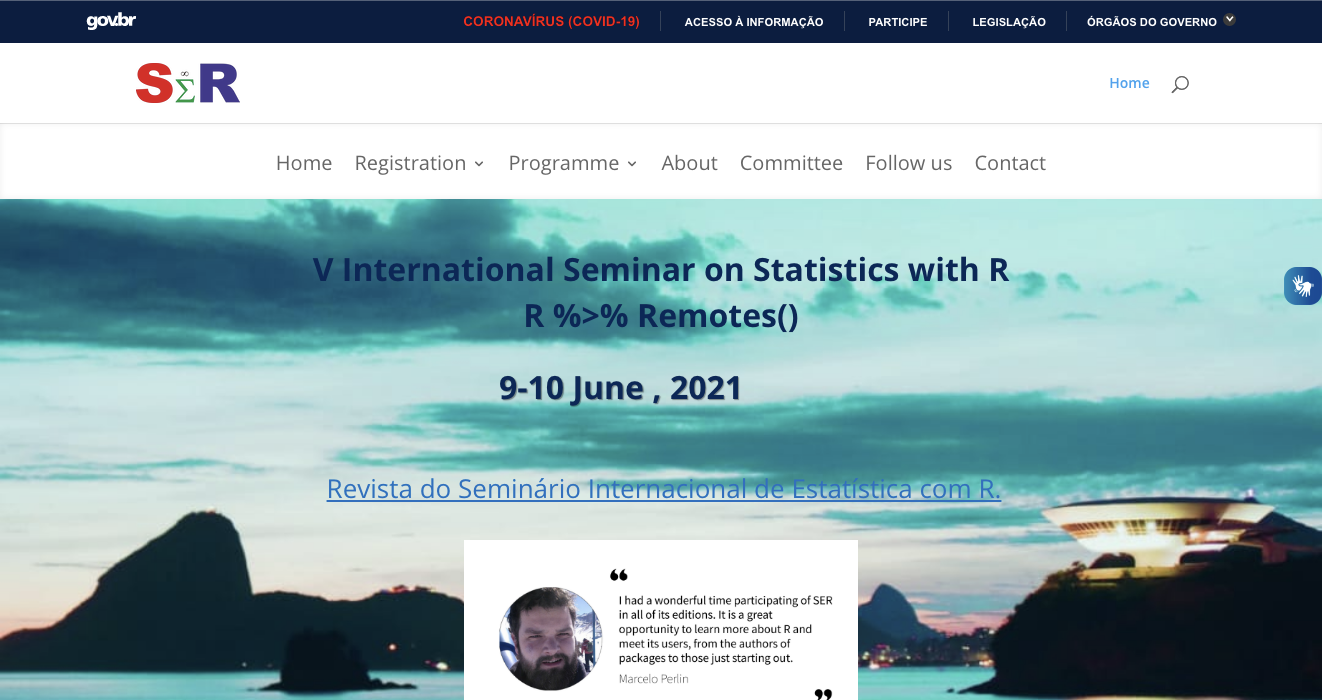 gov.br
CORONAVÍRUS (COVID-19)
ACESSO À INFORMAÇÃO
PARTICIPE
LEGISLAÇÃO
ÓRGÃOS DO GOVERNO
S∞ΣR
Home
Home
Registration
Programme
About
Committee
Follow us
Contact
V International Seminar on Statistics with R
R %>% Remotes()
9-10 June , 2021
Revista do Seminário Internacional de Estatística com R.
“
I had a wonderful time participating of SER
in all of its editions. It is a great
opportunity to learn more about R and
meet its users, from the authors of
packages to those just starting out.
Marcelo Perlin
”